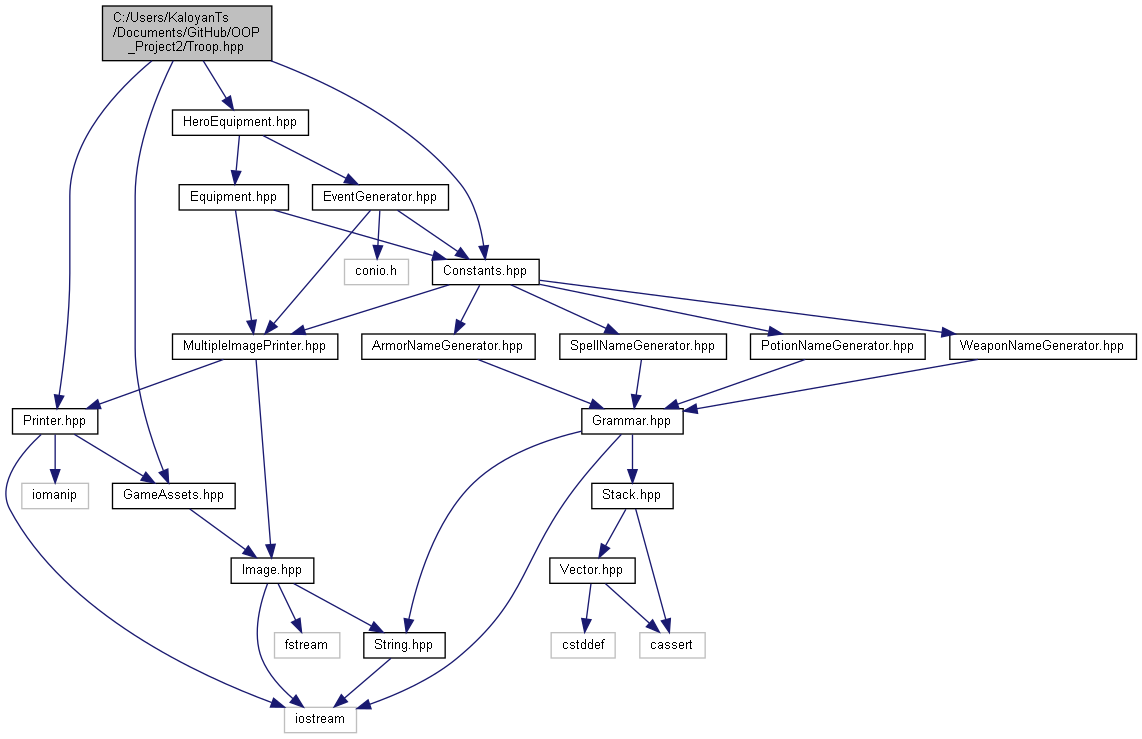 C:/Users/KaloyanTs
/Documents/GitHub/OOP
_Project2/Troop.hpp
HeroEquipment.hpp
Equipment.hpp
EventGenerator.hpp
conio.h
Constants.hpp
MultipleImagePrinter.hpp
ArmorNameGenerator.hpp
SpellNameGenerator.hpp
PotionNameGenerator.hpp
WeaponNameGenerator.hpp
Printer.hpp
Grammar.hpp
iomanip
GameAssets.hpp
Stack.hpp
Image.hpp
Vector.hpp
fstream
String.hpp
cstddef
cassert
iostream